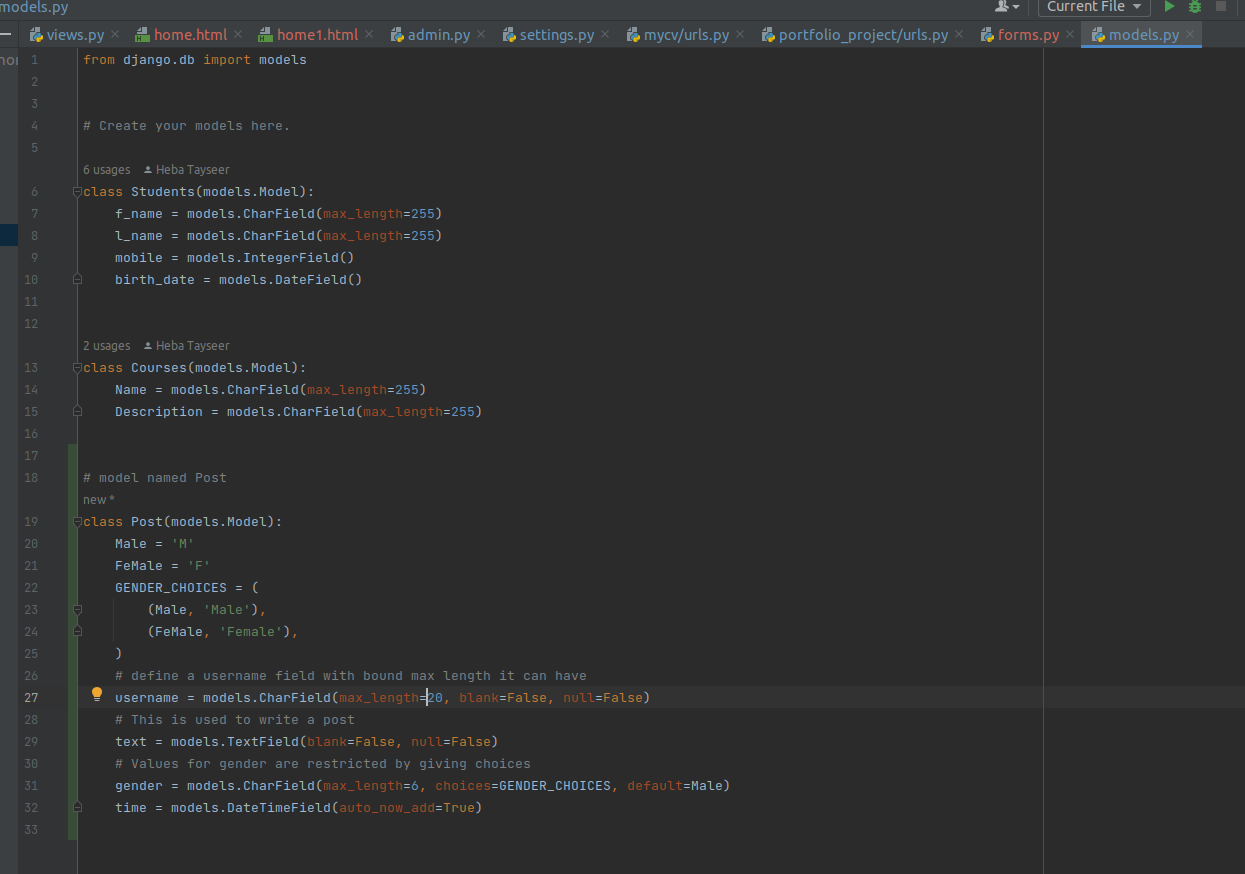 models.py
Current File
views.py home.html home1.html admin.py settings.py mycv/urls.py portfolio_project/urls.py forms.py models.py
1 from django.db import models
2
3
4 # Create your models here.
5
6 usages Heba Tayseer
6 class Students(models.Model):
7 f_name = models.CharField(max_length=255)
8 l_name = models.CharField(max_length=255)
9 mobile = models.IntegerField()
10 birth_date = models.DateField()
11
12
2 usages Heba Tayseer
13 class Courses(models.Model):
14 Name = models.CharField(max_length=255)
15 Description = models.CharField(max_length=255)
16
17
18 # model named Post
new *
19 class Post(models.Model):
20 Male = 'M'
21 FeMale = 'F'
22 GENDER_CHOICES = (
23 (Male, 'Male'),
24 (FeMale, 'Female'),
25 )
26 # define a username field with bound max length it can have
27 username = models.CharField(max_length=20, blank=False, null=False)
28 # This is used to write a post
29 text = models.TextField(blank=False, null=False)
30 # Values for gender are restricted by giving choices
31 gender = models.CharField(max_length=6, choices=GENDER_CHOICES, default=Male)
32 time = models.DateTimeField(auto_now_add=True)
33